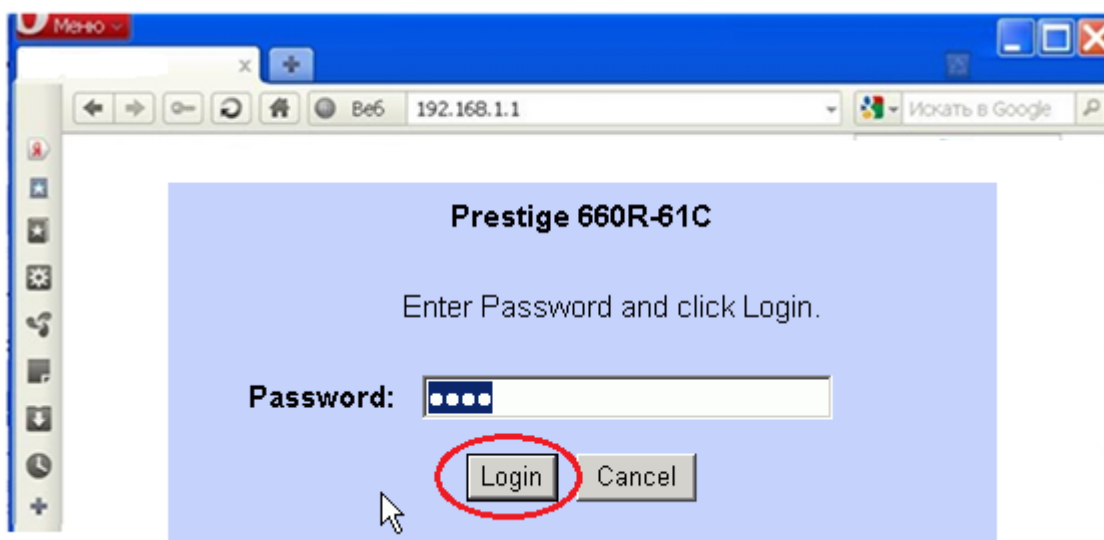 Меню
Веб 192.168.1.1 Искать в Google
Я
Prestige 660R-61C
Enter Password and click Login.
Password: ••••
Login Cancel